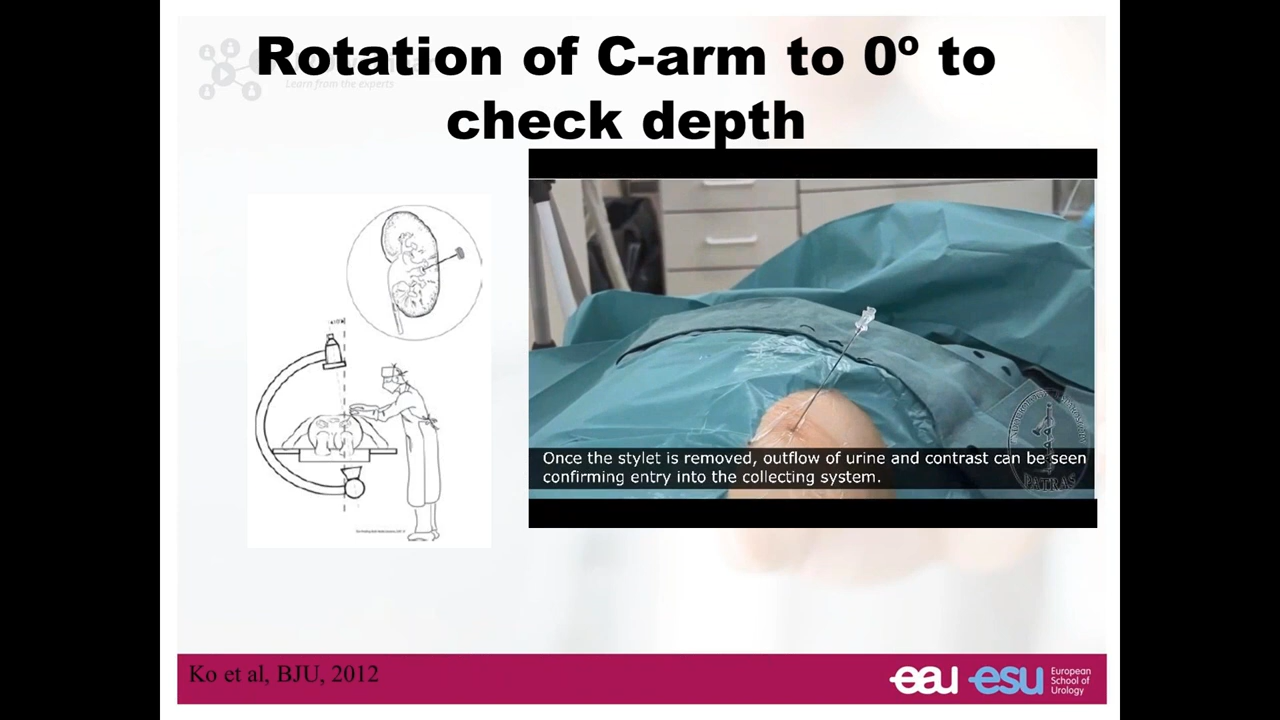 Rotation of C-arm to 0º to
check depth
Learn from the experts
Once the stylet is removed, outflow of urine and contrast can be seen
confirming entry into the collecting system.
PATRAS
Ko et al, BJU, 2012
eau esu European
School of
Urology